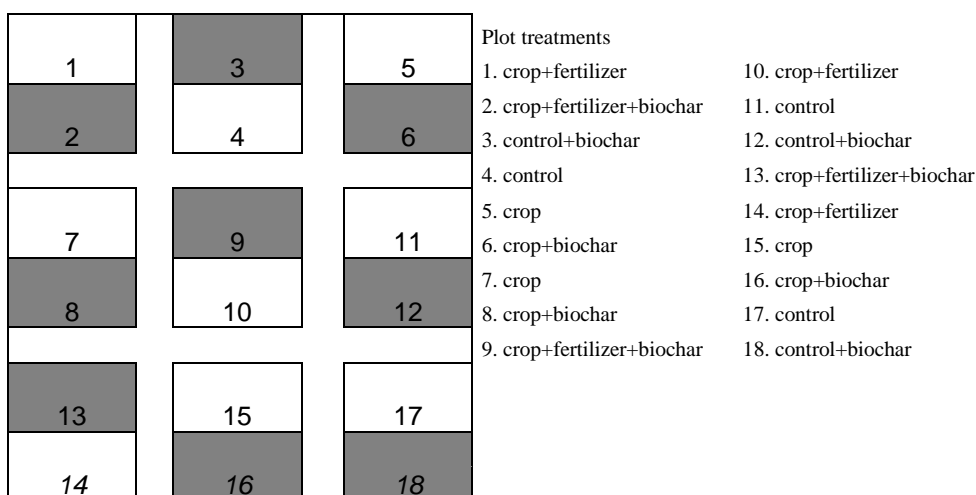 1 3 5
2 4 6
7 9 11
8 10 12
13 15 17
14 16 18
Plot treatments
1. crop+fertilizer
2. crop+fertilizer+biochar
3. control+biochar
4. control
5. crop
6. crop+biochar
7. crop
8. crop+biochar
9. crop+fertilizer+biochar
10. crop+fertilizer
11. control
12. control+biochar
13. crop+fertilizer+biochar
14. crop+fertilizer
15. crop
16. crop+biochar
17. control
18. control+biochar